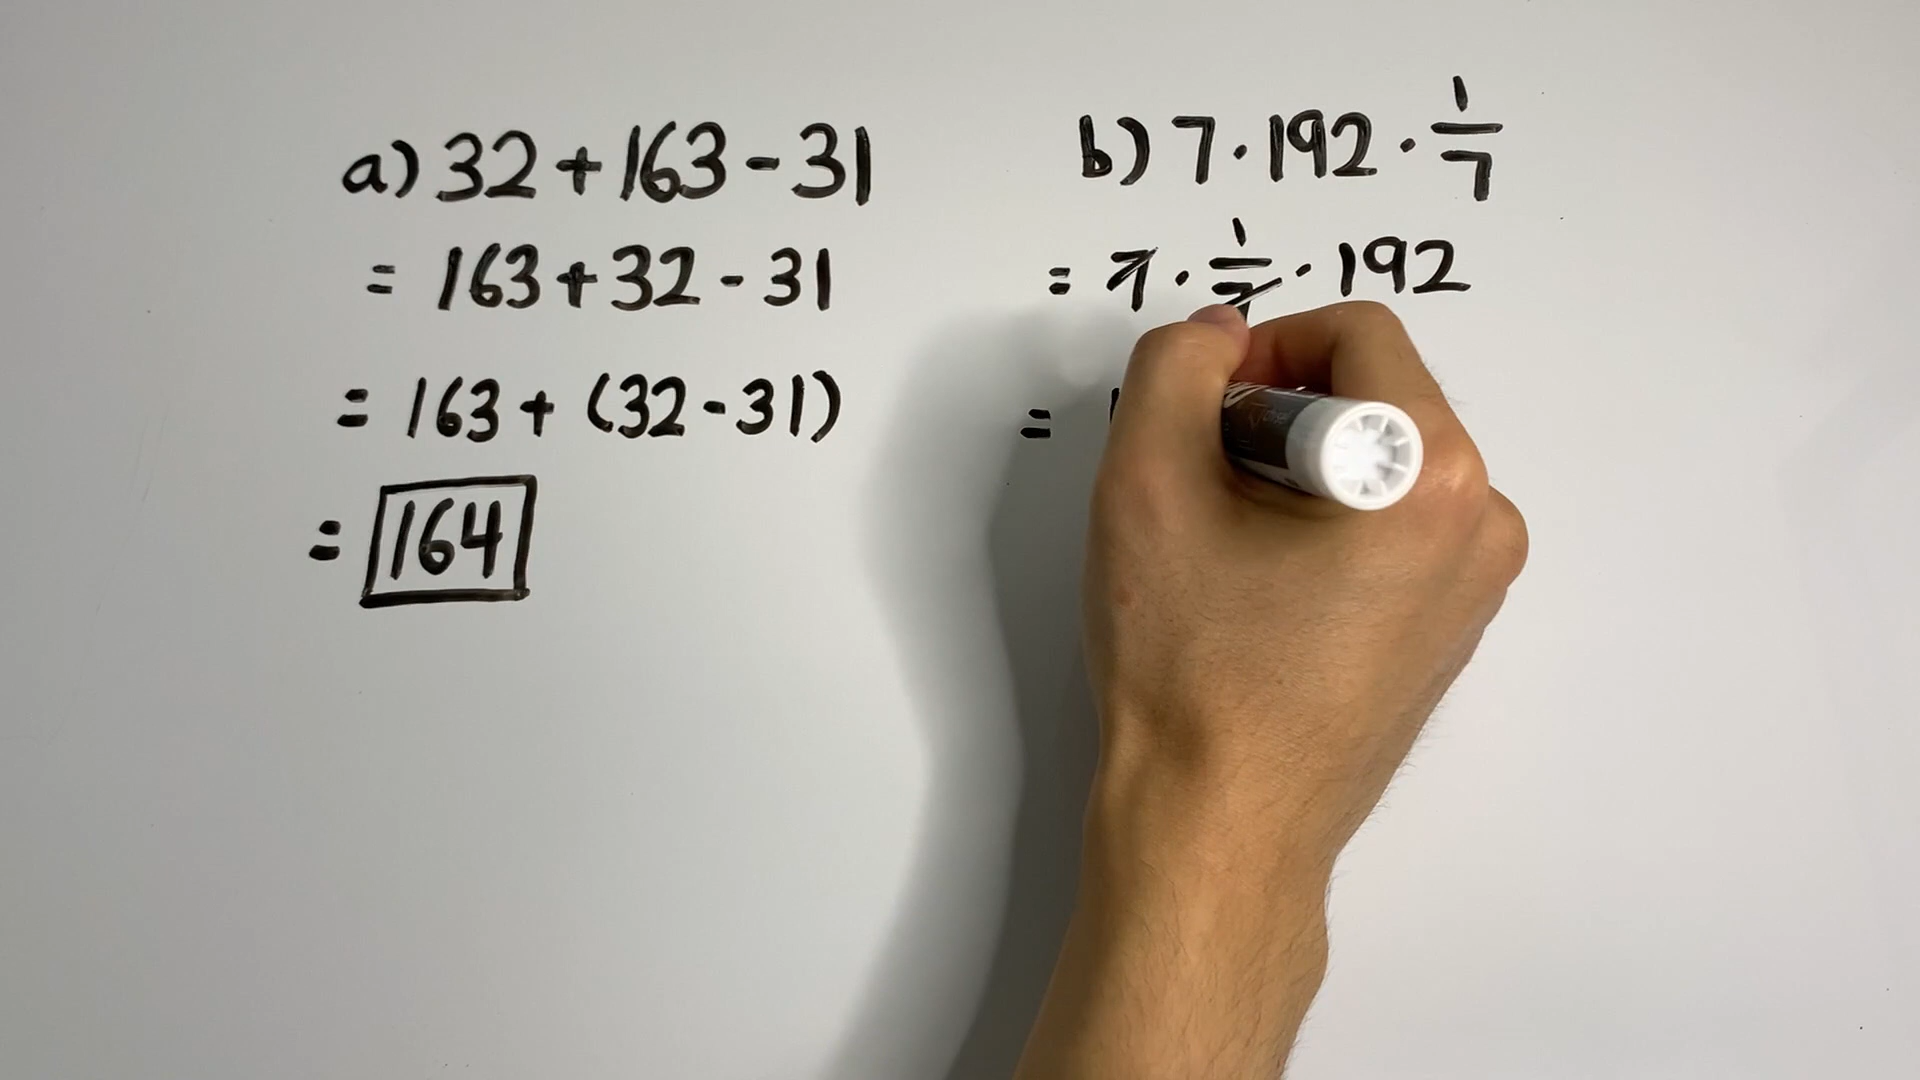 a) 32 + 163 - 31
= 163 + 32 - 31
= 163 + (32 - 31)
= 164
b) 7 · 192 · 1/7
= 7 · 1/7 · 192
=